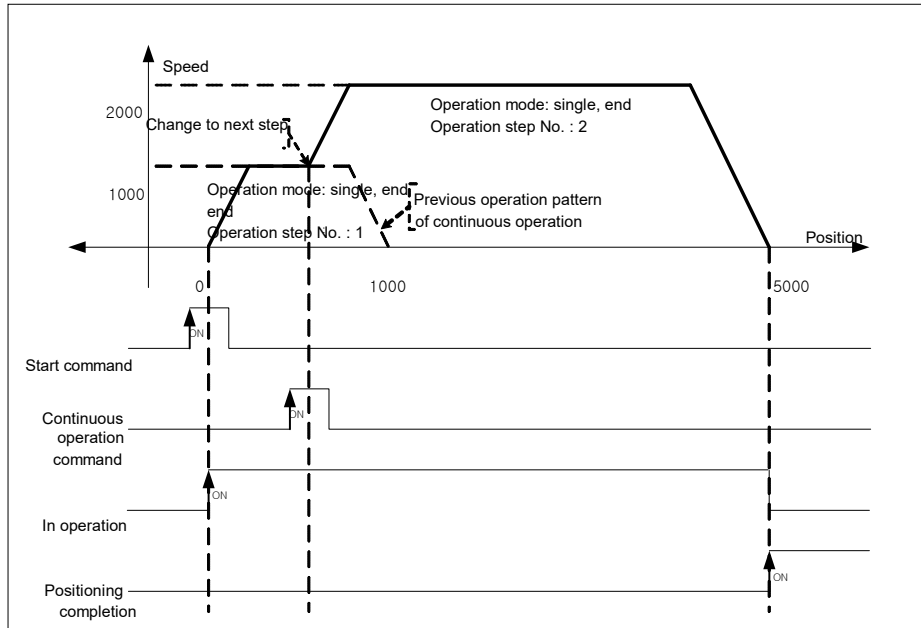 Speed
2000
Operation mode: single, end
Operation step No. : 2
Change to next step
1000
Operation mode: single, end
end
Operation step No. : 1
Previous operation pattern
of continuous operation
Position
0
1000
5000
ON
Start command
ON
Continuous
operation
command
ON
In operation
ON
Positioning
completion